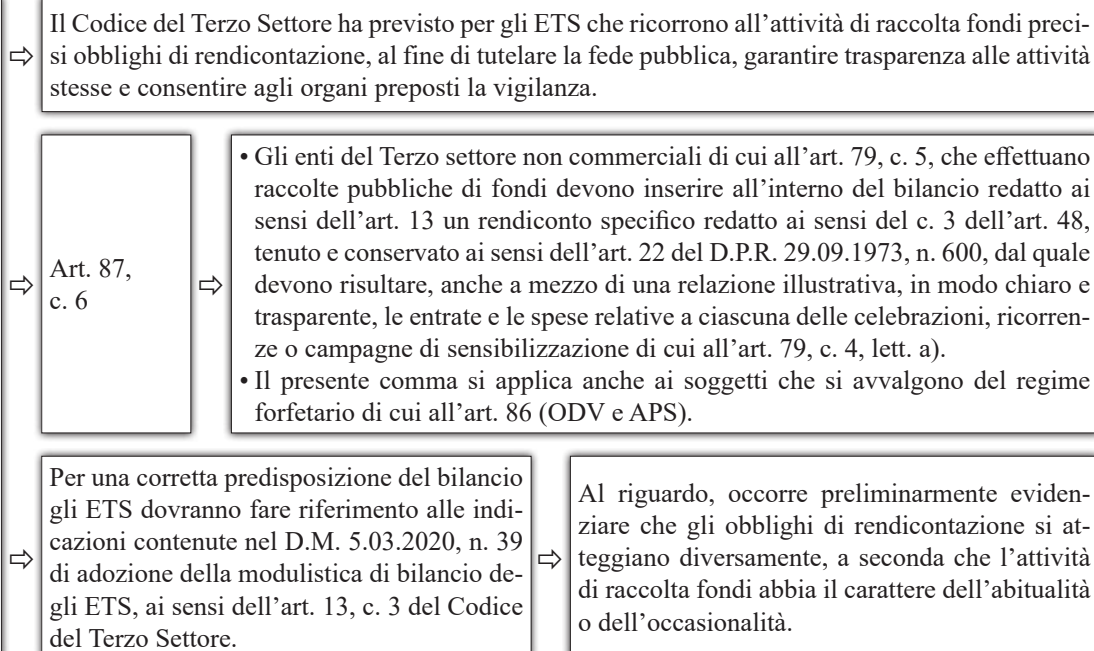 Il Codice del Terzo Settore ha previsto per gli ETS che ricorrono all’attività di raccolta fondi preci-
si obblighi di rendicontazione, al fine di tutelare la fede pubblica, garantire trasparenza alle attività
stesse e consentire agli organi preposti la vigilanza.
Art. 87,
c. 6
• Gli enti del Terzo settore non commerciali di cui all’art. 79, c. 5, che effettuano
raccolte pubbliche di fondi devono inserire all’interno del bilancio redatto ai
sensi dell’art. 13 un rendiconto specifico redatto ai sensi del c. 3 dell’art. 48,
tenuto e conservato ai sensi dell’art. 22 del D.P.R. 29.09.1973, n. 600, dal quale
devono risultare, anche a mezzo di una relazione illustrativa, in modo chiaro e
trasparente, le entrate e le spese relative a ciascuna delle celebrazioni, ricorren-
ze o campagne di sensibilizzazione di cui all’art. 79, c. 4, lett. a).
• Il presente comma si applica anche ai soggetti che si avvalgono del regime
forfetario di cui all’art. 86 (ODV e APS).
Per una corretta predisposizione del bilancio
gli ETS dovranno fare riferimento alle indi-
cazioni contenute nel D.M. 5.03.2020, n. 39
di adozione della modulistica di bilancio de-
gli ETS, ai sensi dell’art. 13, c. 3 del Codice
del Terzo Settore.
Al riguardo, occorre preliminarmente eviden-
ziare che gli obblighi di rendicontazione si at-
teggiano diversamente, a seconda che l’attività
di raccolta fondi abbia il carattere dell’abitualità
o dell’occasionalità.